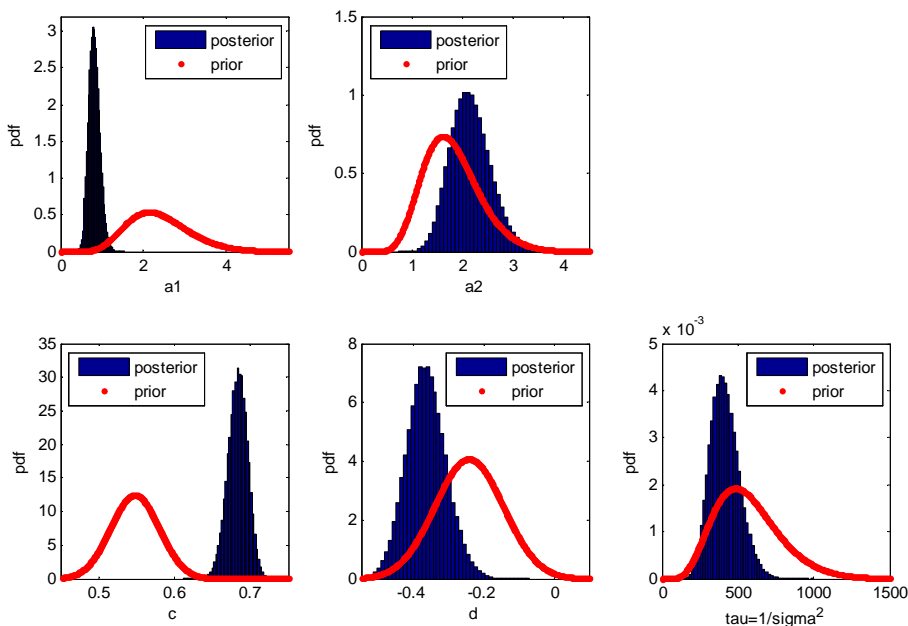 3
2.5
2
1.5
1
0.5
0
pdf
posterior
prior
0 2 4
a1
1.5
1
0.5
0
pdf
posterior
prior
0 1 2 3 4
a2
35
30
25
20
15
10
5
0
pdf
posterior
prior
0.5 0.6 0.7
c
8
6
4
2
0
pdf
posterior
prior
-0.4 -0.2 0
d
x 10^-3
5
4
3
2
1
0
pdf
posterior
prior
0 500 1000 1500
tau=1/sigma²